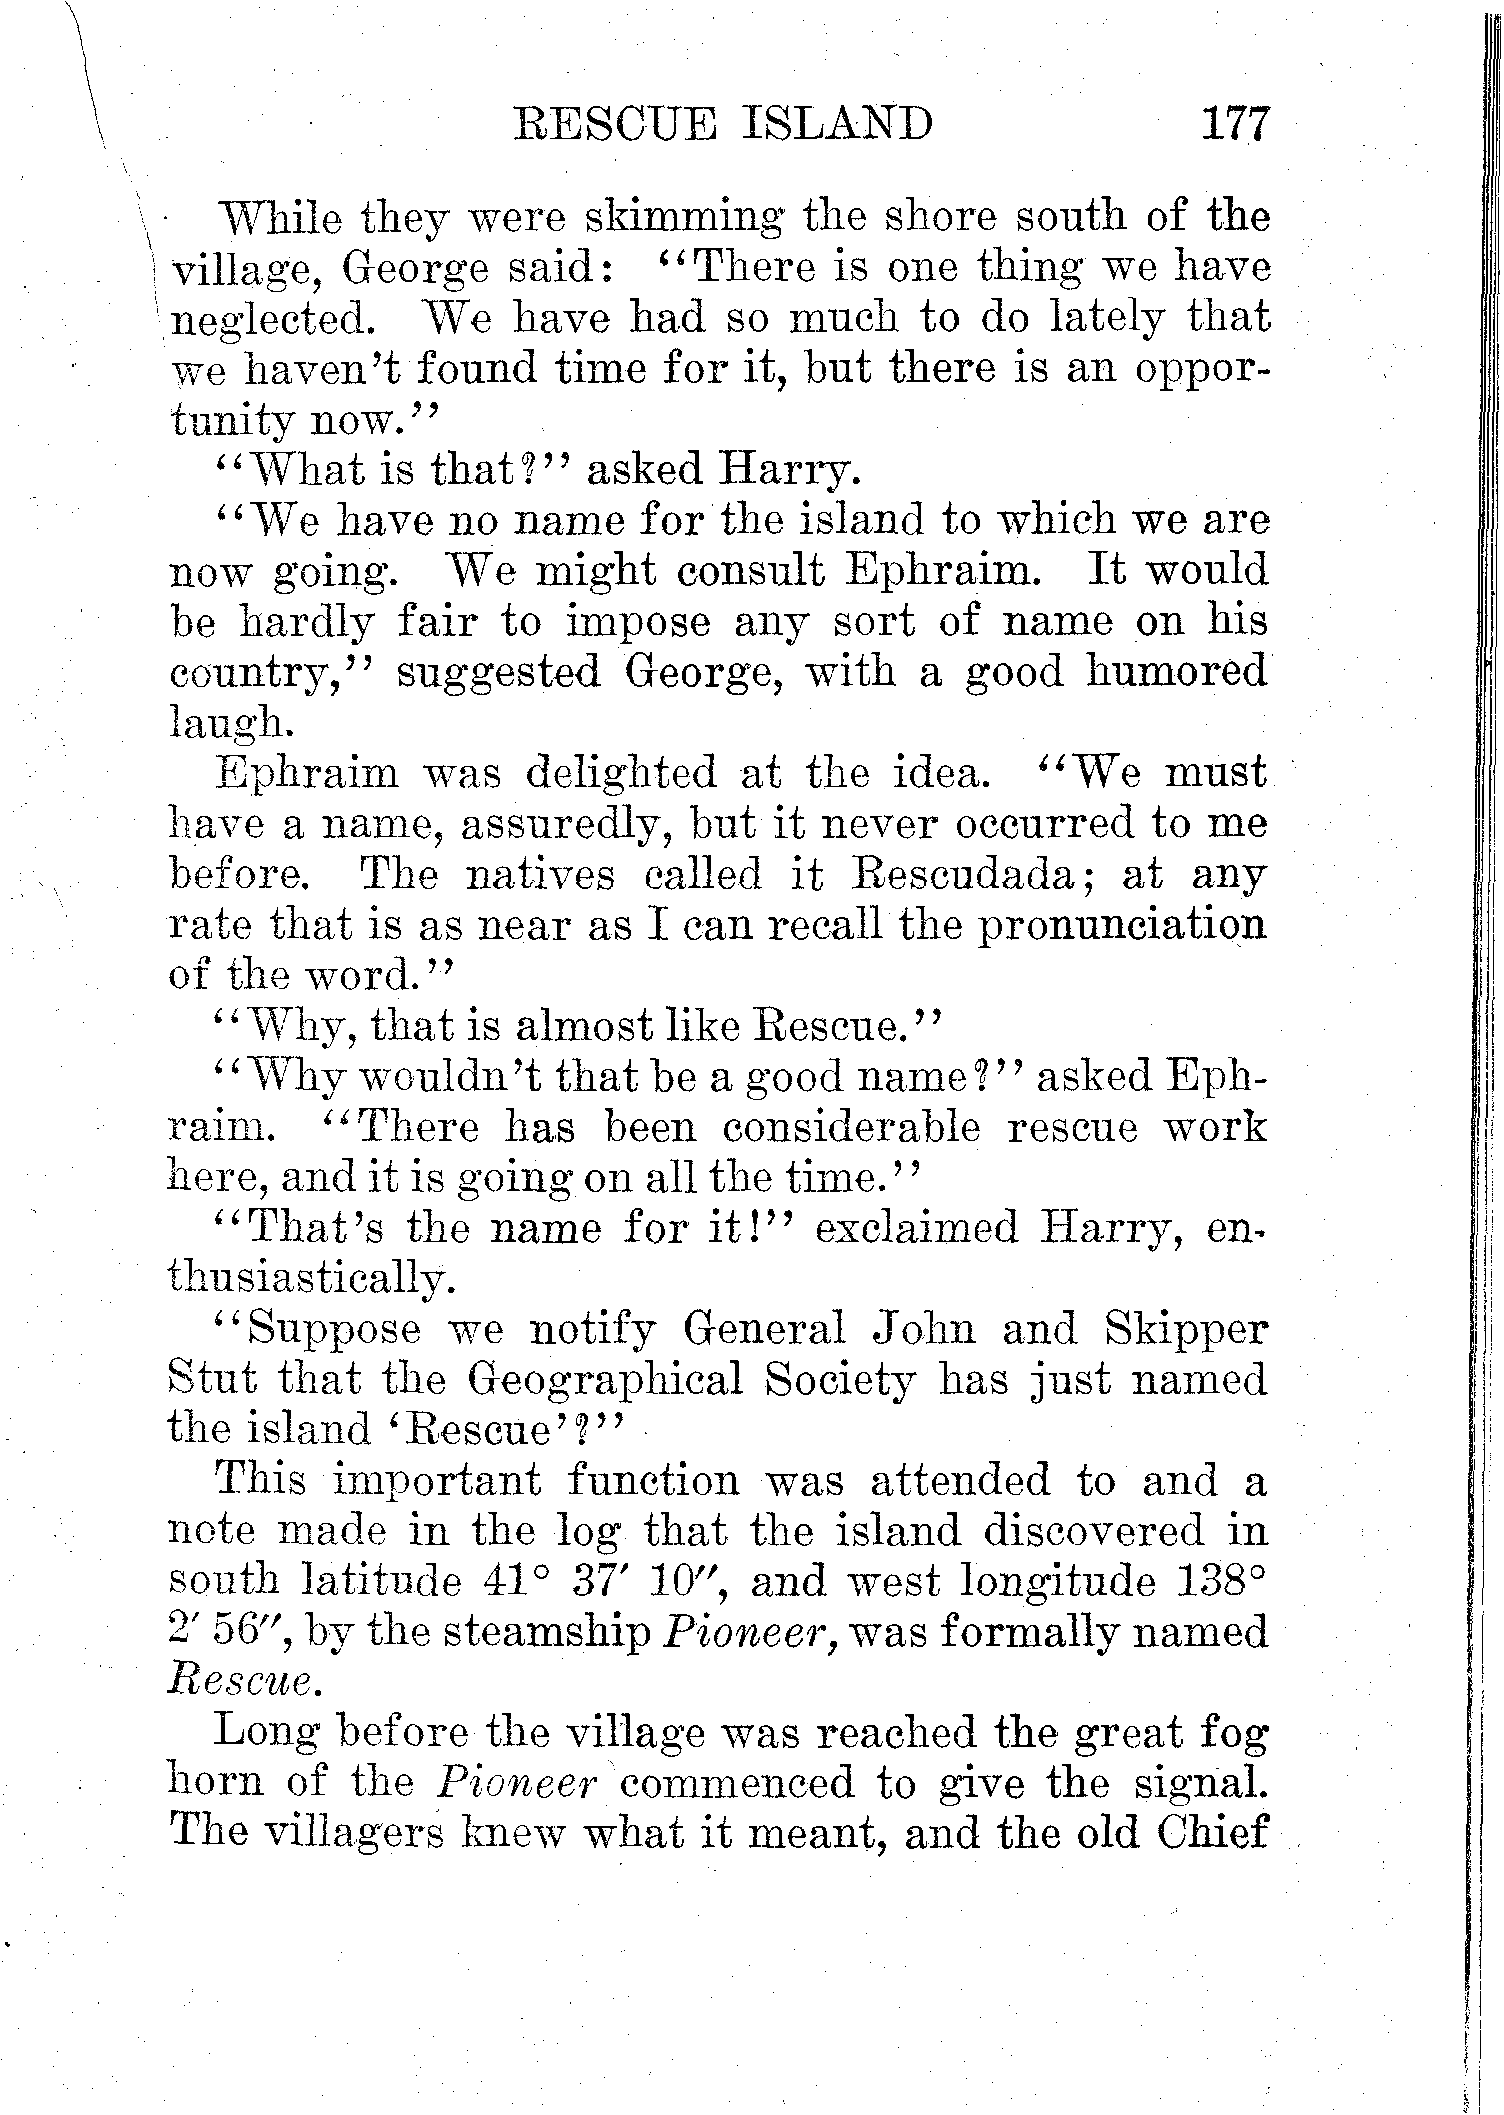 RESCUE ISLAND 177
While they were skimming the shore south of the
village, George said: "There is one thing we have
neglected. We have had so much to do lately that
we haven't found time for it, but there is an oppor-
tunity now."
"What is that?" asked Harry.
"We have no name for the island to which we are
now going. We might consult Ephraim. It would
be hardly fair to impose any sort of name on his
country," suggested George, with a good humored
laugh.
Ephraim was delighted at the idea. "We must
have a name, assuredly, but it never occurred to me
before. The natives called it Rescudada; at any
rate that is as near as I can recall the pronunciation
of the word."
"Why, that is almost like Rescue."
"Why wouldn't that be a good name?" asked Eph-
raim. "There has been considerable rescue work
here, and it is going on all the time."
"That's the name for it!" exclaimed Harry, en-
thusiastically.
"Suppose we notify General John and Skipper
Stut that the Geographical Society has just named
the island 'Rescue'?"
This important function was attended to and a
note made in the log that the island discovered in
south latitude 41° 37′ 10″, and west longitude 138°
2′ 56″, by the steamship Pioneer, was formally named
Rescue.
Long before the village was reached the great fog
horn of the Pioneer commenced to give the signal.
The villagers knew what it meant, and the old Chief